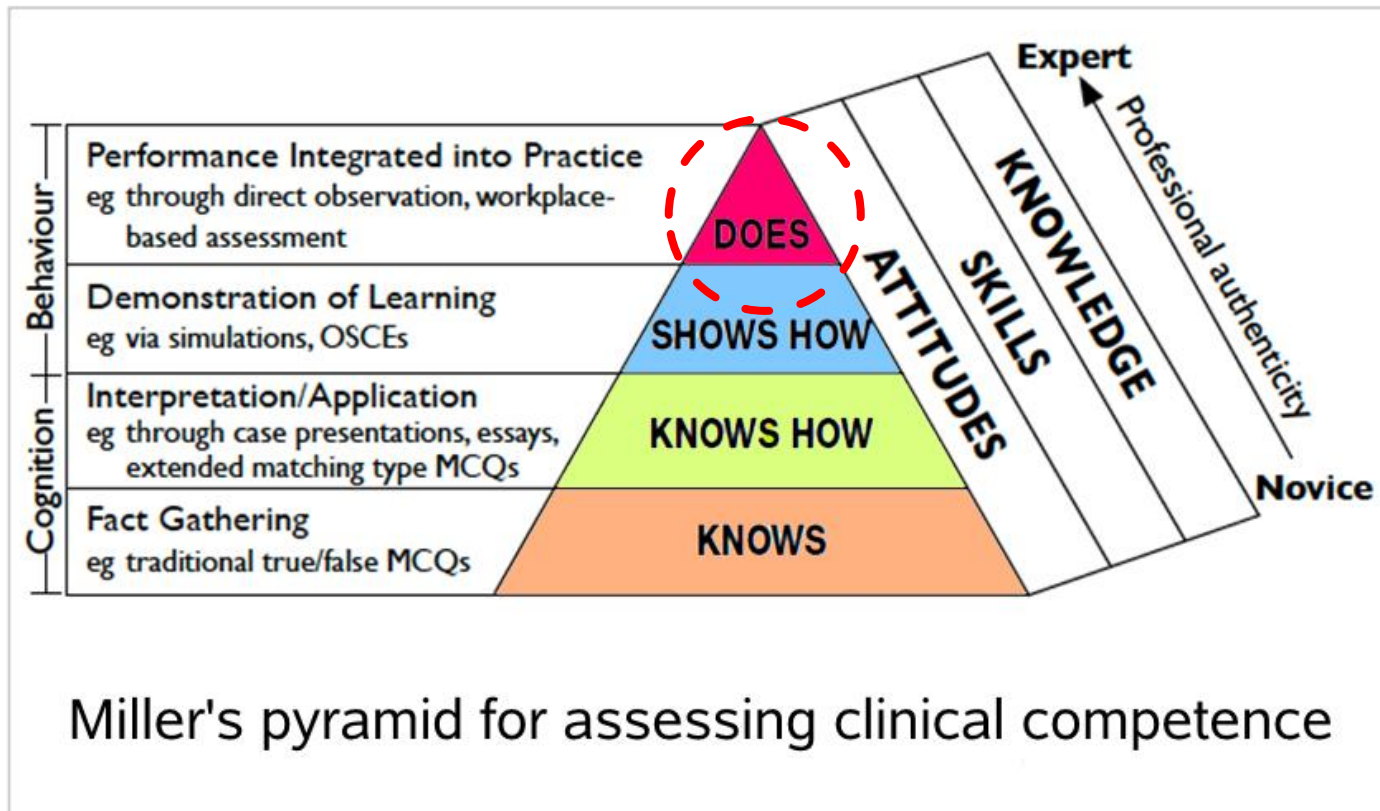 Behaviour
Cognition
Performance Integrated into Practice
eg through direct observation, workplace-
based assessment
Demonstration of Learning
eg via simulations, OSCEs
Interpretation/Application
eg through case presentations, essays,
extended matching type MCQs
Fact Gathering
eg traditional true/false MCQs
DOES
SHOWS HOW
KNOWS HOW
KNOWS
ATTITUDES
SKILLS
KNOWLEDGE
Expert
Professional authenticity
Novice
Miller's pyramid for assessing clinical competence